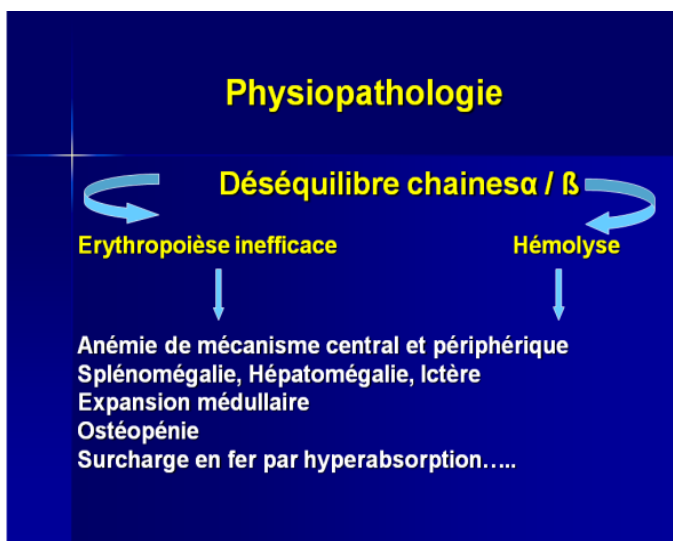 Physiopathologie
Déséquilibre chainesα / ß
Erythropoièse inefficace
Hémolyse
Anémie de mécanisme central et périphérique
Splénomégalie, Hépatomégalie, Ictère
Expansion médullaire
Ostéopénie
Surcharge en fer par hyperabsorption…..